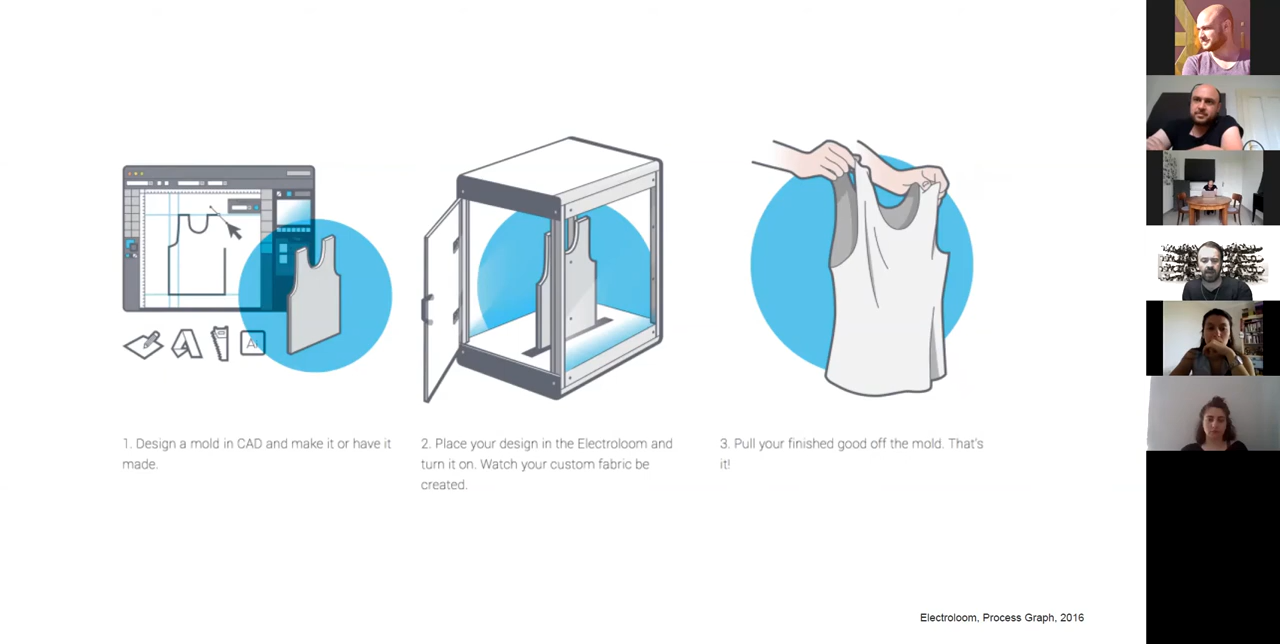 1. Design a mold in CAD and make it or have it
made.
2. Place your design in the Electroloom and
turn it on. Watch your custom fabric be
created.
3. Pull your finished good off the mold. That's
it!
Electroloom, Process Graph, 2016